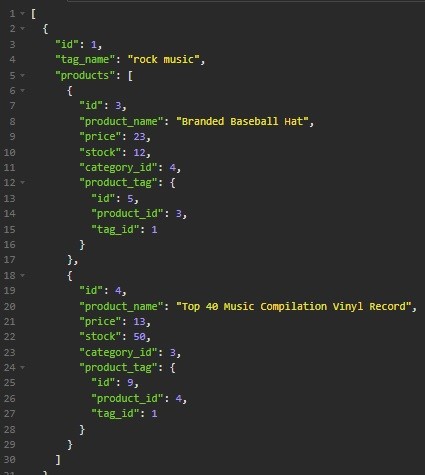 1 [
2 {
3 "id": 1,
4 "tag_name": "rock music",
5 "products": [
6 {
7 "id": 3,
8 "product_name": "Branded Baseball Hat",
9 "price": 23,
10 "stock": 12,
11 "category_id": 4,
12 "product_tag": {
13 "id": 5,
14 "product_id": 3,
15 "tag_id": 1
16 }
17 },
18 {
19 "id": 4,
20 "product_name": "Top 40 Music Compilation Vinyl Record",
21 "price": 13,
22 "stock": 50,
23 "category_id": 3,
24 "product_tag": {
25 "id": 9,
26 "product_id": 4,
27 "tag_id": 1
28 }
29 }
30 ]